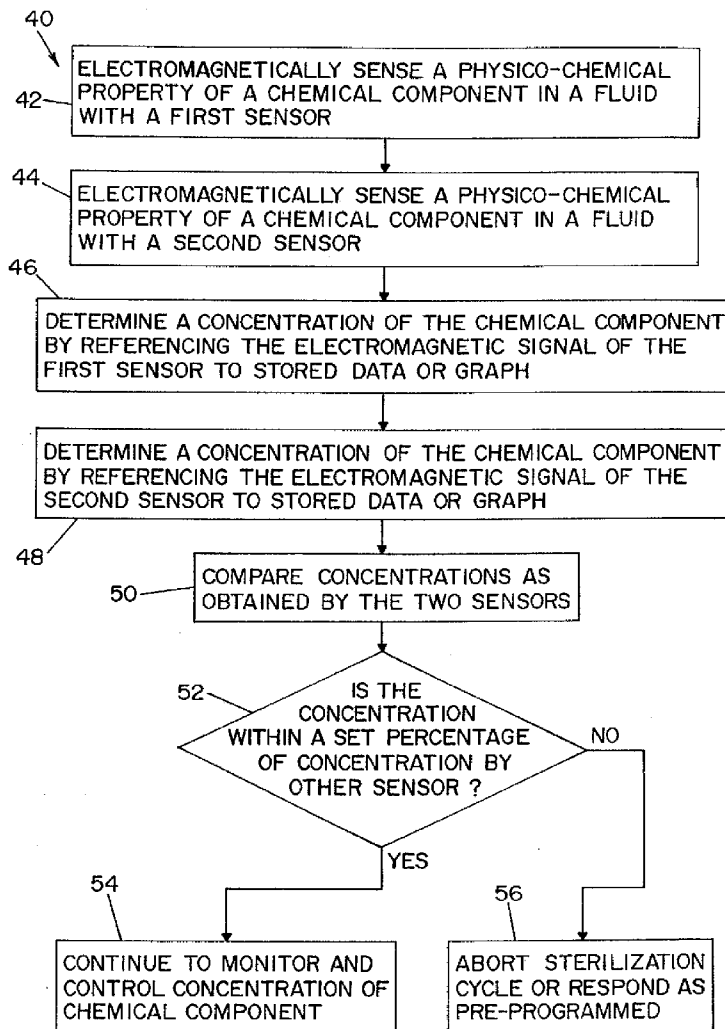 40
42
ELECTROMAGNETICALLY SENSE A PHYSICO-CHEMICAL
PROPERTY OF A CHEMICAL COMPONENT IN A FLUID
WITH A FIRST SENSOR
44
ELECTROMAGNETICALLY SENSE A PHYSICO-CHEMICAL
PROPERTY OF A CHEMICAL COMPONENT IN A FLUID
WITH A SECOND SENSOR
46
DETERMINE A CONCENTRATION OF THE CHEMICAL COMPONENT
BY REFERENCING THE ELECTROMAGNETIC SIGNAL OF THE
FIRST SENSOR TO STORED DATA OR GRAPH
DETERMINE A CONCENTRATION OF THE CHEMICAL COMPONENT
BY REFERENCING THE ELECTROMAGNETIC SIGNAL OF THE
SECOND SENSOR TO STORED DATA OR GRAPH
48
50
COMPARE CONCENTRATIONS AS
OBTAINED BY THE TWO SENSORS
52
IS THE
CONCENTRATION
WITHIN A SET PERCENTAGE
OF CONCENTRATION BY
OTHER SENSOR ?
NO
YES
54
CONTINUE TO MONITOR AND
CONTROL CONCENTRATION OF
CHEMICAL COMPONENT
56
ABORT STERILIZATION
CYCLE OR RESPOND AS
PRE-PROGRAMMED